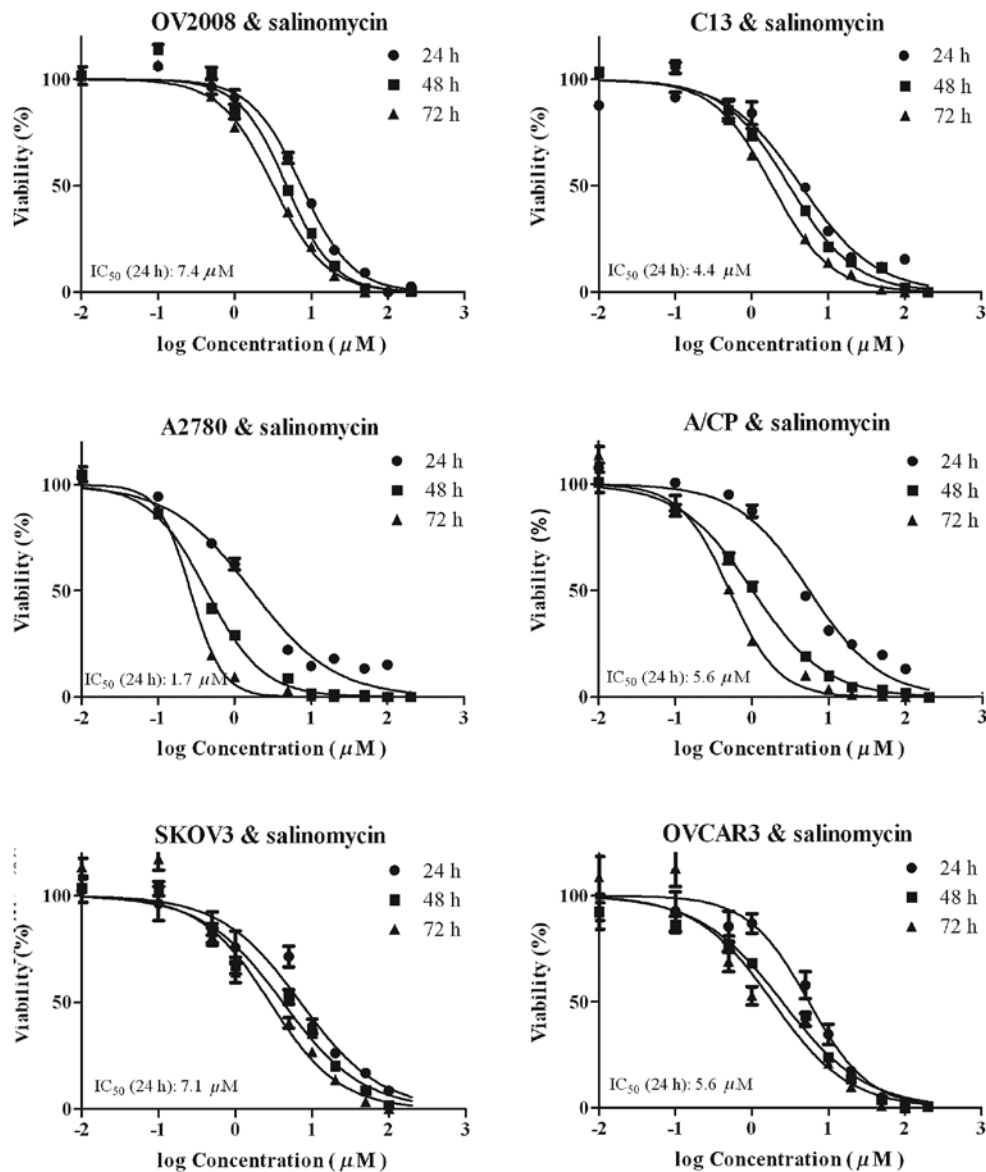 OV2008 & salinomycin
24 h
48 h
72 h
100
50
0
Viability (%)
IC50 (24 h): 7.4 μM
-2 -1 0 1 2 3
log Concentration ( μM )
C13 & salinomycin
24 h
48 h
72 h
100
50
0
Viability (%)
IC50 (24 h): 4.4 μM
-2 -1 0 1 2 3
log Concentration ( μM )
A2780 & salinomycin
24 h
48 h
72 h
100
50
0
Viability (%)
IC50 (24 h): 1.7 μM
-2 -1 0 1 2 3
log Concentration ( μM )
A/CP & salinomycin
24 h
48 h
72 h
100
50
0
Viability (%)
IC50 (24 h): 5.6 μM
-2 -1 0 1 2 3
log Concentration ( μM )
SKOV3 & salinomycin
24 h
48 h
72 h
100
50
0
Viability (%)
IC50 (24 h): 7.1 μM
-2 -1 0 1 2 3
log Concentration ( μM )
OVCAR3 & salinomycin
24 h
48 h
72 h
100
50
0
Viability (%)
IC50 (24 h): 5.6 μM
-2 -1 0 1 2 3
log Concentration ( μM )